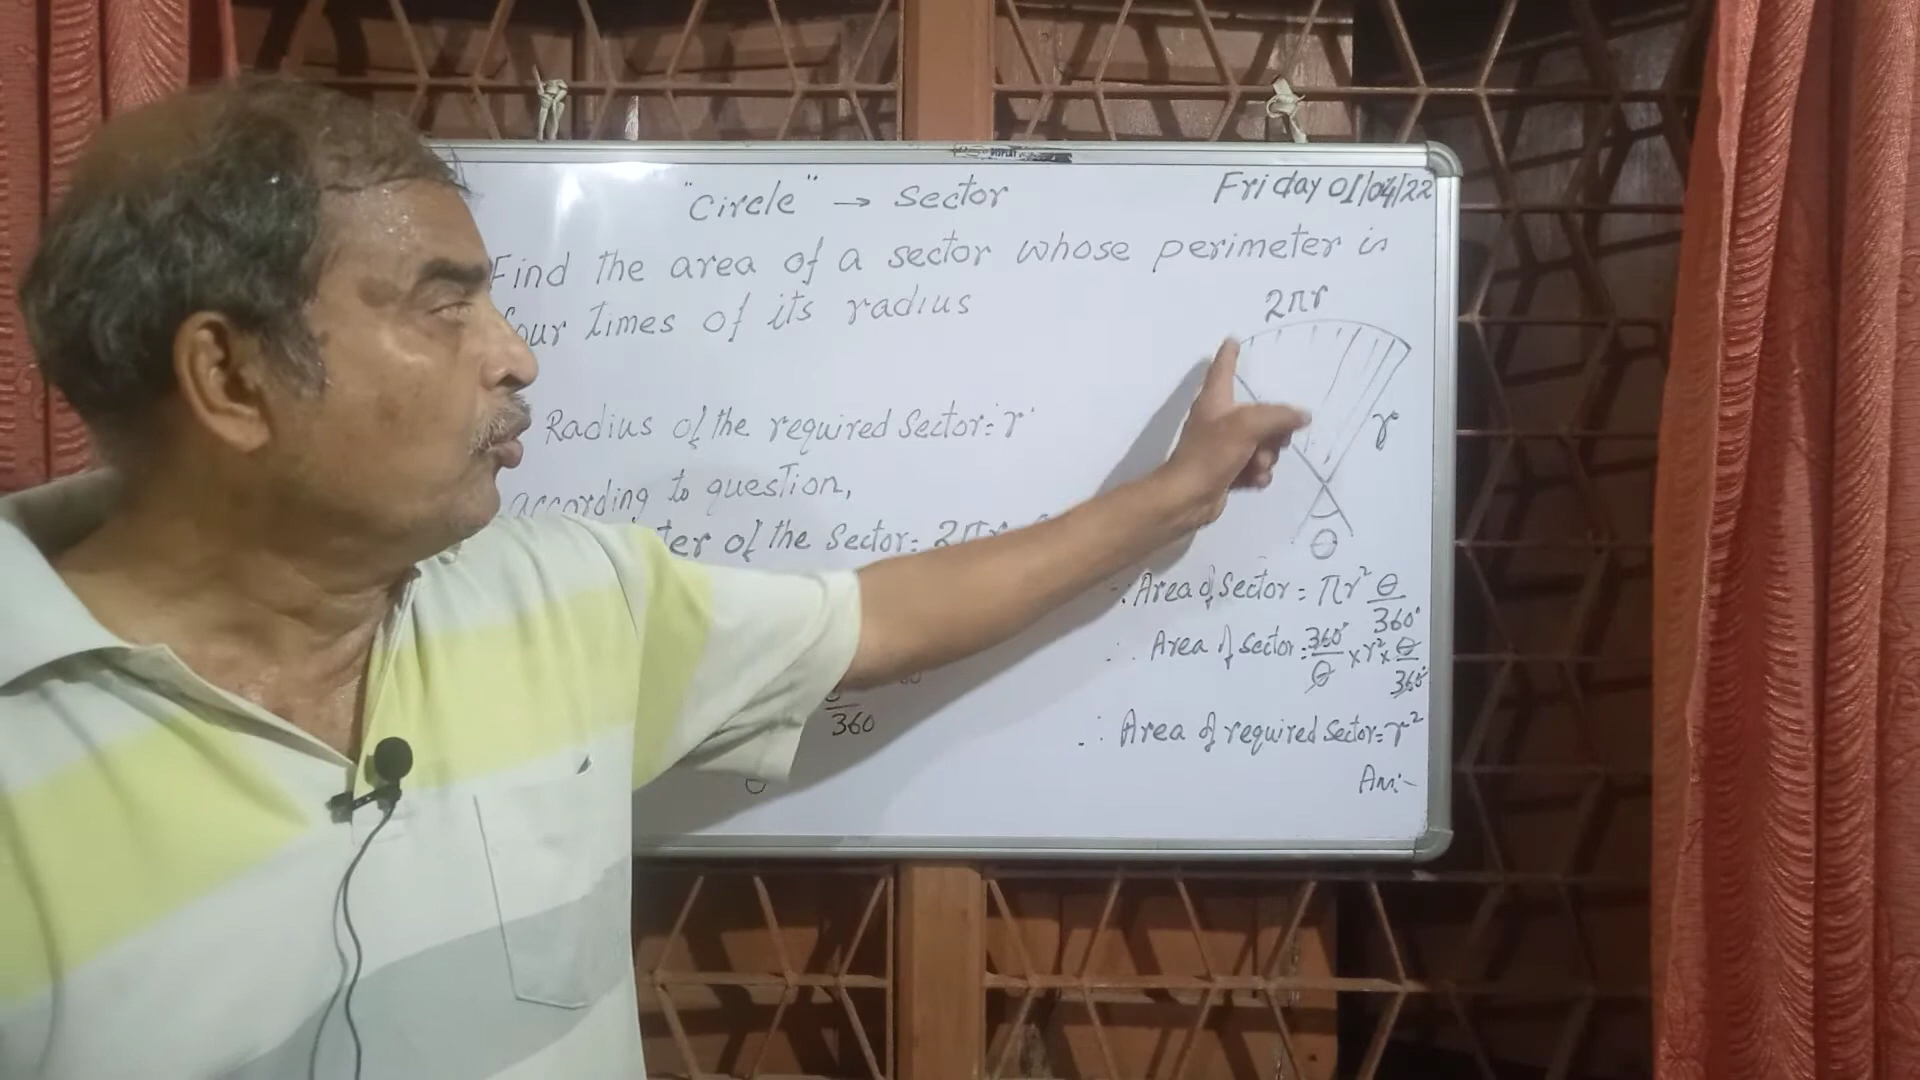 DISPLAY
"Circle" → Sector
Friday 01/04/22
Find the area of a sector whose perimeter is
four times of its radius
2πr
r
θ
Radius of the required Sector = 'r'
according to question,
ter of the Sector = 2πr
360
∴ Area of Sector = πr² θ/360°
∴ Area of Sector = 360°/θ × r² × θ/360°
∴ Area of required Sector = r²
Ans:-